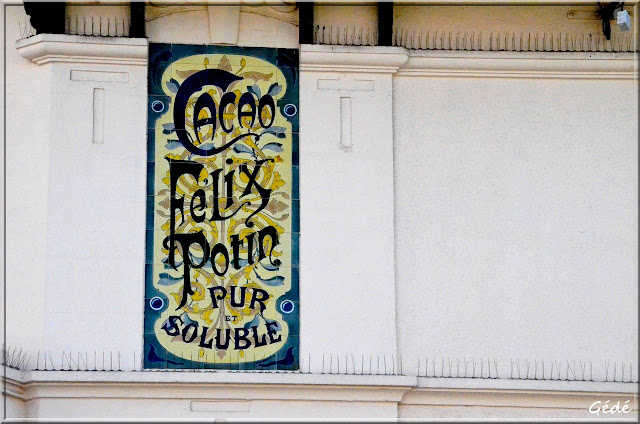 CACAO
FÉLIX
POTIN
PUR
ET
SOLUBLE
Gédé